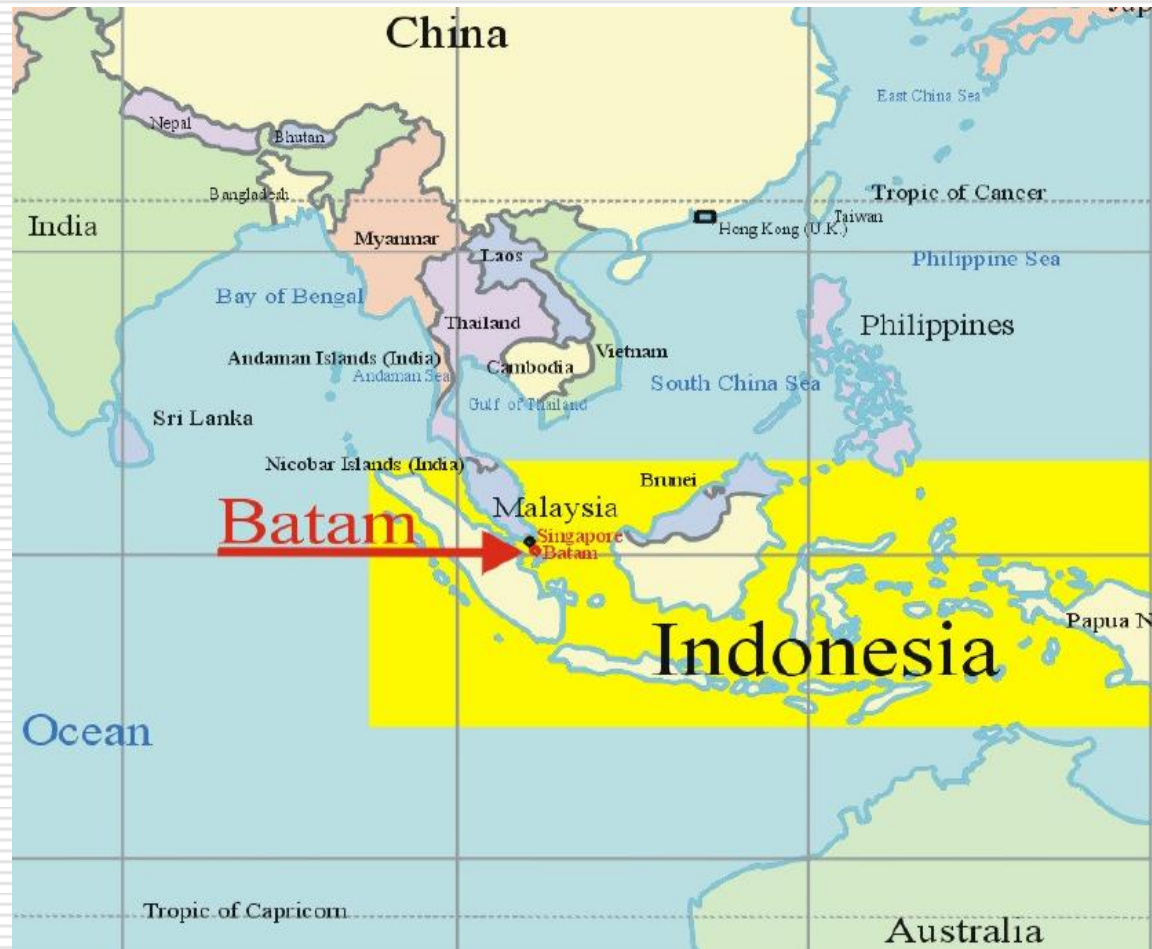 China
East China Sea
Nepal
Bhutan
Bangladesh
Tropic of Cancer
India
Taiwan
Hong Kong (U.K.)
Myanmar
Laos
Philippine Sea
Bay of Bengal
Thailand
Philippines
Vietnam
Andaman Islands (India)
Cambodia
Andaman Sea
South China Sea
Gulf of Thailand
Sri Lanka
Nicobar Islands (India)
Brunei
Malaysia
Batam
Singapore
Batam
Papua N
Indonesia
Ocean
Tropic of Capricorn
Australia